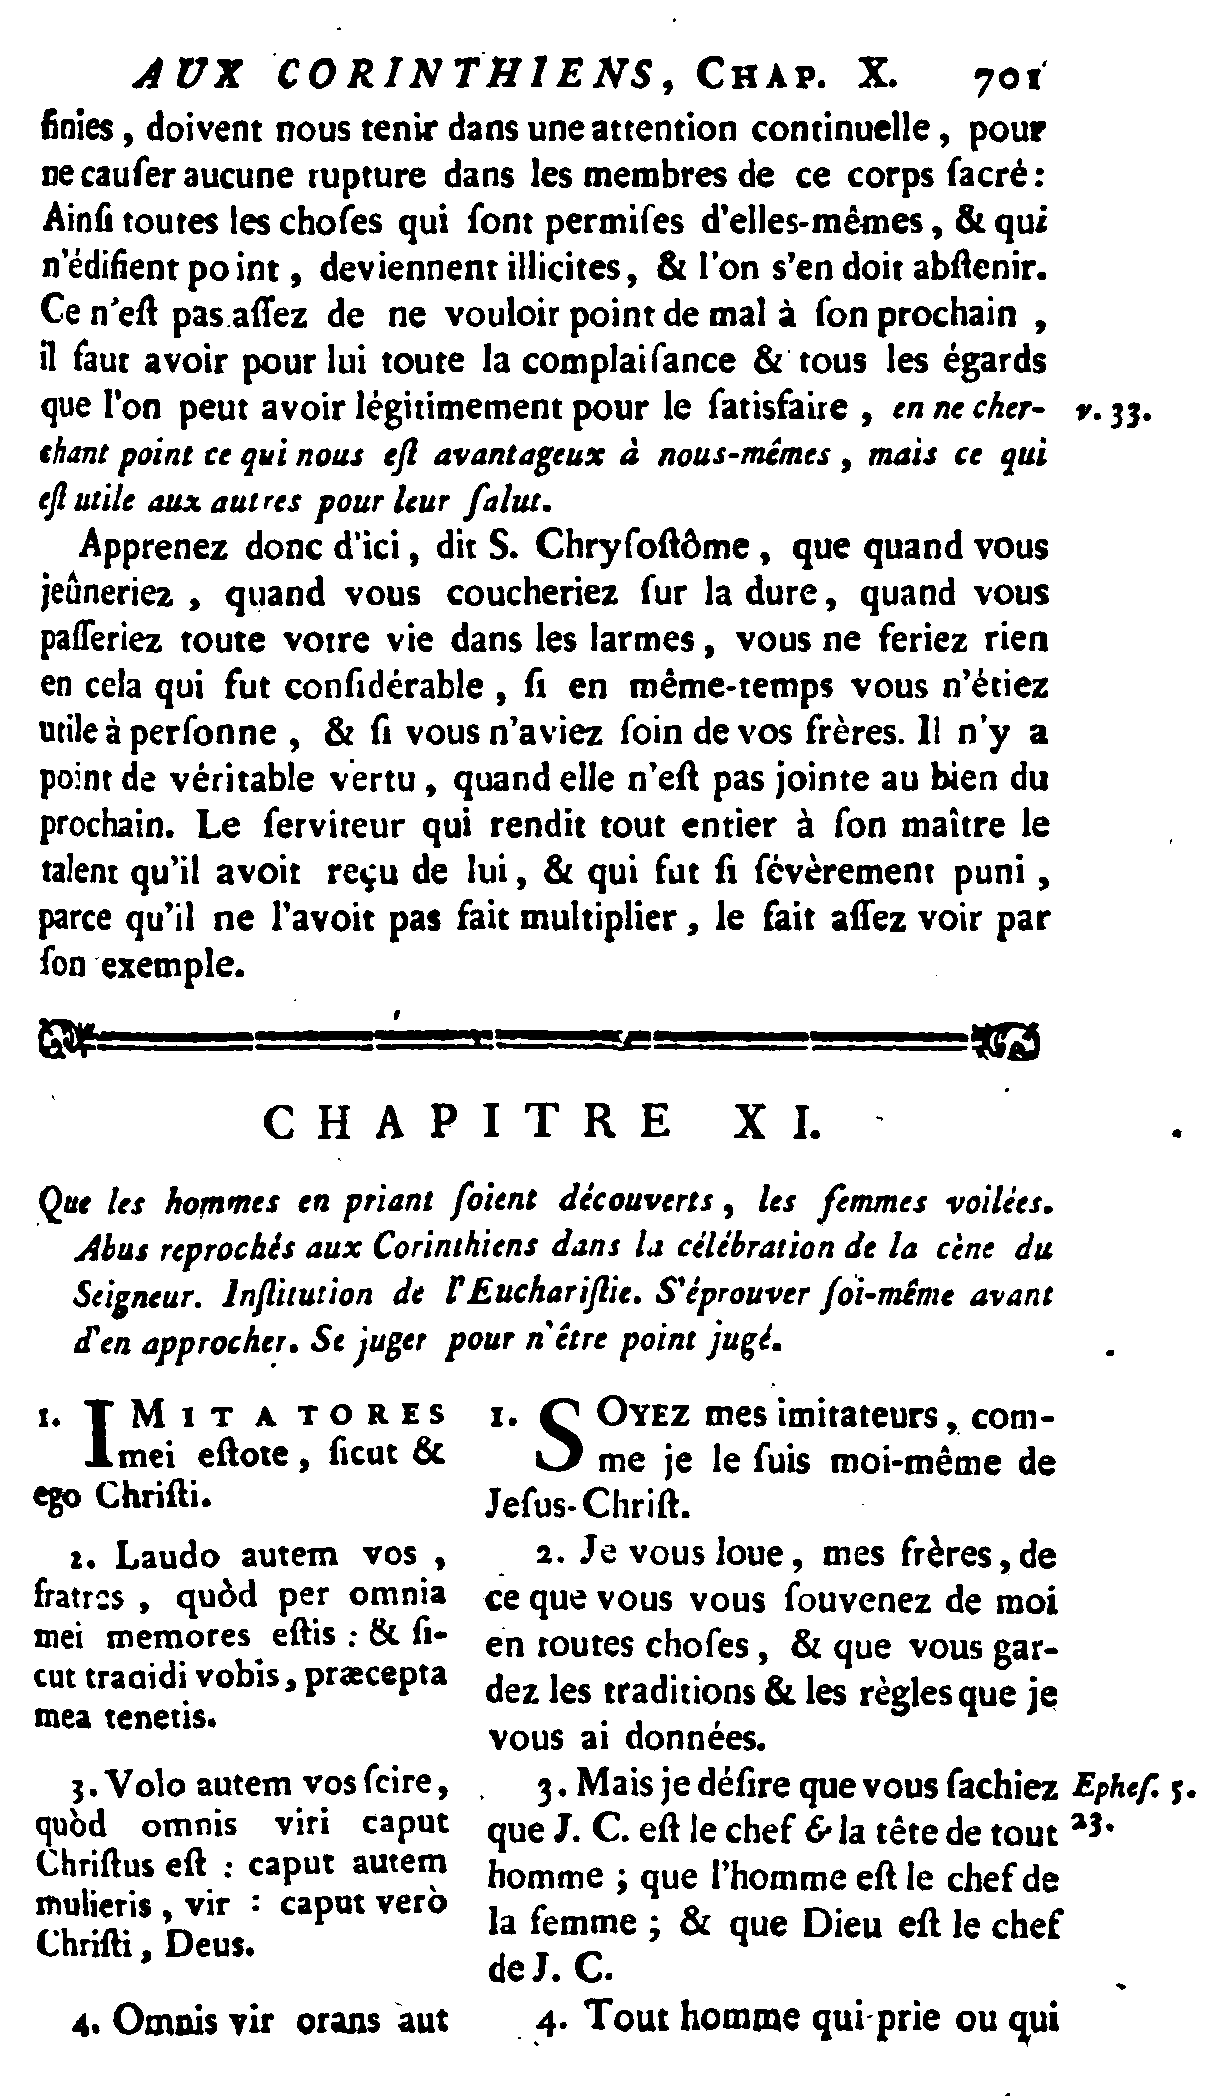 AUX CORINTHIENS, CHAP. X. 701
finies, doivent nous tenir dans une attention continuelle, pour
ne cauſer aucune rupture dans les membres de ce corps ſacré:
Ainſi toutes les choſes qui ſont permiſes d'elles-mêmes, & qui
n'édifient point, deviennent illicites, & l'on s'en doit abſtenir.
Ce n'eſt pas aſſez de ne vouloir point de mal à ſon prochain,
il faut avoir pour lui toute la complaiſance & tous les égards
que l'on peut avoir légitimement pour le ſatisfaire, en ne cher- v. 33.
chant point ce qui nous eſt avantageux à nous-mêmes, mais ce qui
eſt utile aux autres pour leur ſalut.
Apprenez donc d'ici, dit S. Chryſoſtôme, que quand vous
jeûneriez, quand vous coucheriez ſur la dure, quand vous
paſſeriez toute votre vie dans les larmes, vous ne feriez rien
en cela qui fut conſidérable, ſi en même-temps vous n'étiez
utile à perſonne, & ſi vous n'aviez ſoin de vos frères. Il n'y a
point de véritable vertu, quand elle n'eſt pas jointe au bien du
prochain. Le ſerviteur qui rendit tout entier à ſon maître le
talent qu'il avoit reçu de lui, & qui fut ſi ſévèrement puni,
parce qu'il ne l'avoit pas fait multiplier, le fait aſſez voir par
ſon exemple.
CHAPITRE XI.
Que les hommes en priant ſoient découverts, les femmes voilées.
Abus reprochés aux Corinthiens dans la célébration de la cène du
Seigneur. Inſtitution de l'Euchariſtie. S'éprouver ſoi-même avant
d'en approcher. Se juger pour n'être point jugé.
1. IMITATORES
mei eſtote, ſicut &
ego Chriſti.
2. Laudo autem vos,
fratres, quòd per omnia
mei memores eſtis : & ſi-
cut tradidi vobis, præcepta
mea tenetis.
3. Volo autem vos ſcire,
quòd omnis viri caput
Chriſtus eſt : caput autem
mulieris, vir : caput verò
Chriſti, Deus.
4. Omnis vir orans aut
1. SOYEZ mes imitateurs, com-
me je le ſuis moi-même de
Jeſus-Chriſt.
2. Je vous loue, mes frères, de
ce que vous vous ſouvenez de moi
en toutes choſes, & que vous gar-
dez les traditions & les règles que je
vous ai données.
3. Mais je déſire que vous ſachiez Epheſ. 5.
que J. C. eſt le chef & la tête de tout 23.
homme ; que l'homme eſt le chef de
la femme ; & que Dieu eſt le chef
de J. C.
4. Tout homme qui prie ou qui